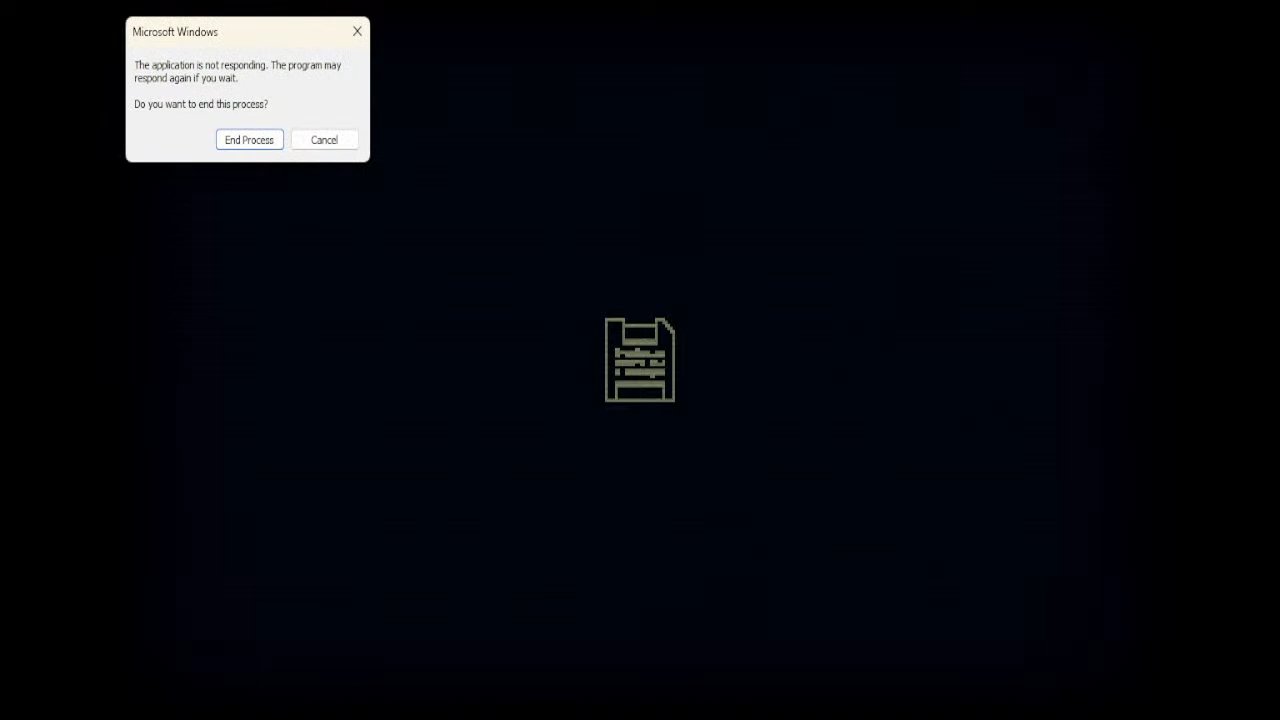 Microsoft Windows
The application is not responding. The program may
respond again if you wait.
Do you want to end this process?
End Process Cancel